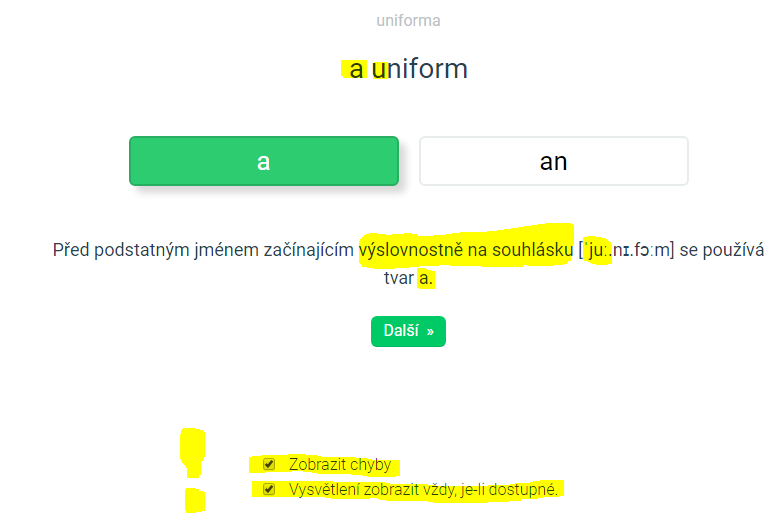 uniforma
a uniform
a
an
Před podstatným jménem začínajícím výslovnostně na souhlásku [ˈjuː.nɪ.fɔːm] se používá
tvar a.
Další »
Zobrazit chyby
Vysvětlení zobrazit vždy, je-li dostupné.